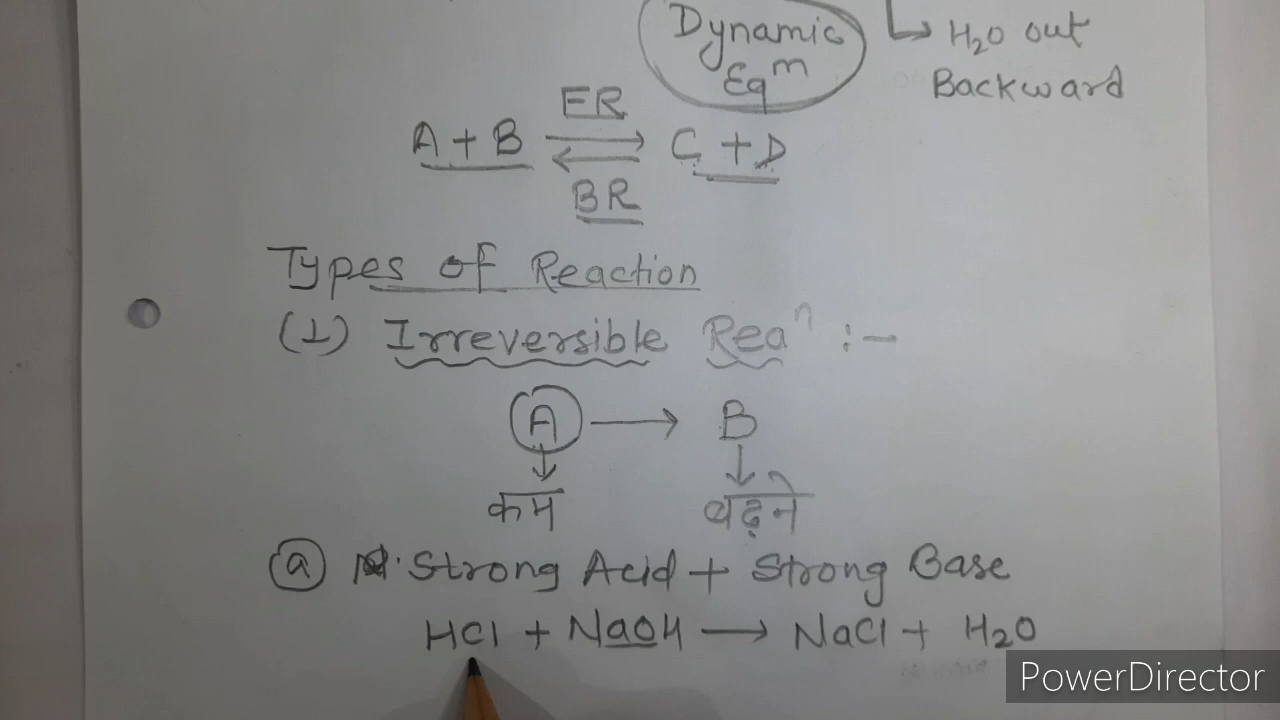 Dynamic
Eqᵐ
↳ H₂O out
Backward
FR
A + B ⇌ C + D
BR
Types of Reaction
(1) Irreversible Reaⁿ :-
A → B
↓ ↓
कम बढ़ने
(a) Strong Acid + Strong Base
HCl + NaOH → NaCl + H₂O
PowerDirector